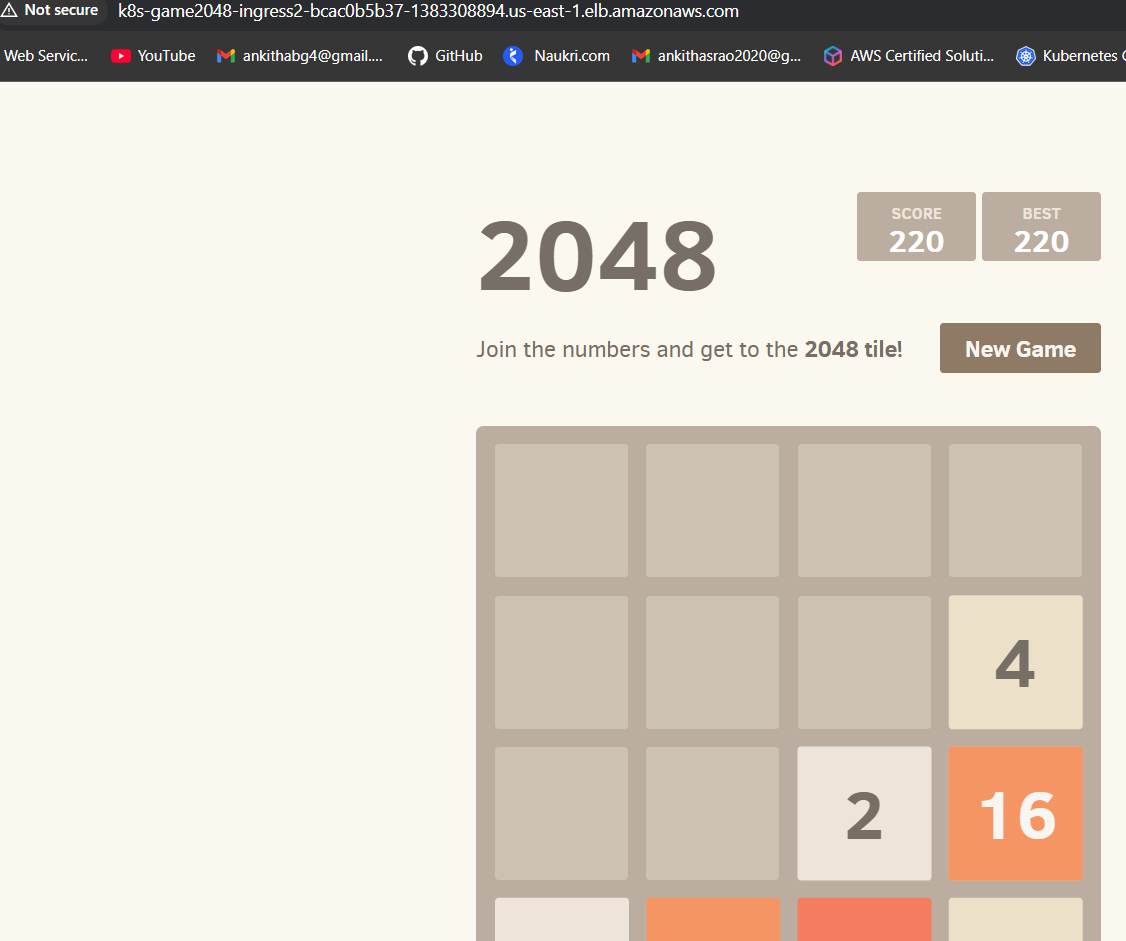 Not secure k8s-game2048-ingress2-bcac0b5b37-1383308894.us-east-1.elb.amazonaws.com
Web Servic... YouTube ankithabg4@gmail.... GitHub Naukri.com ankithasrao2020@g... AWS Certified Soluti... Kubernetes
SCORE BEST
220 220
2048
Join the numbers and get to the 2048 tile! New Game
4
2 16